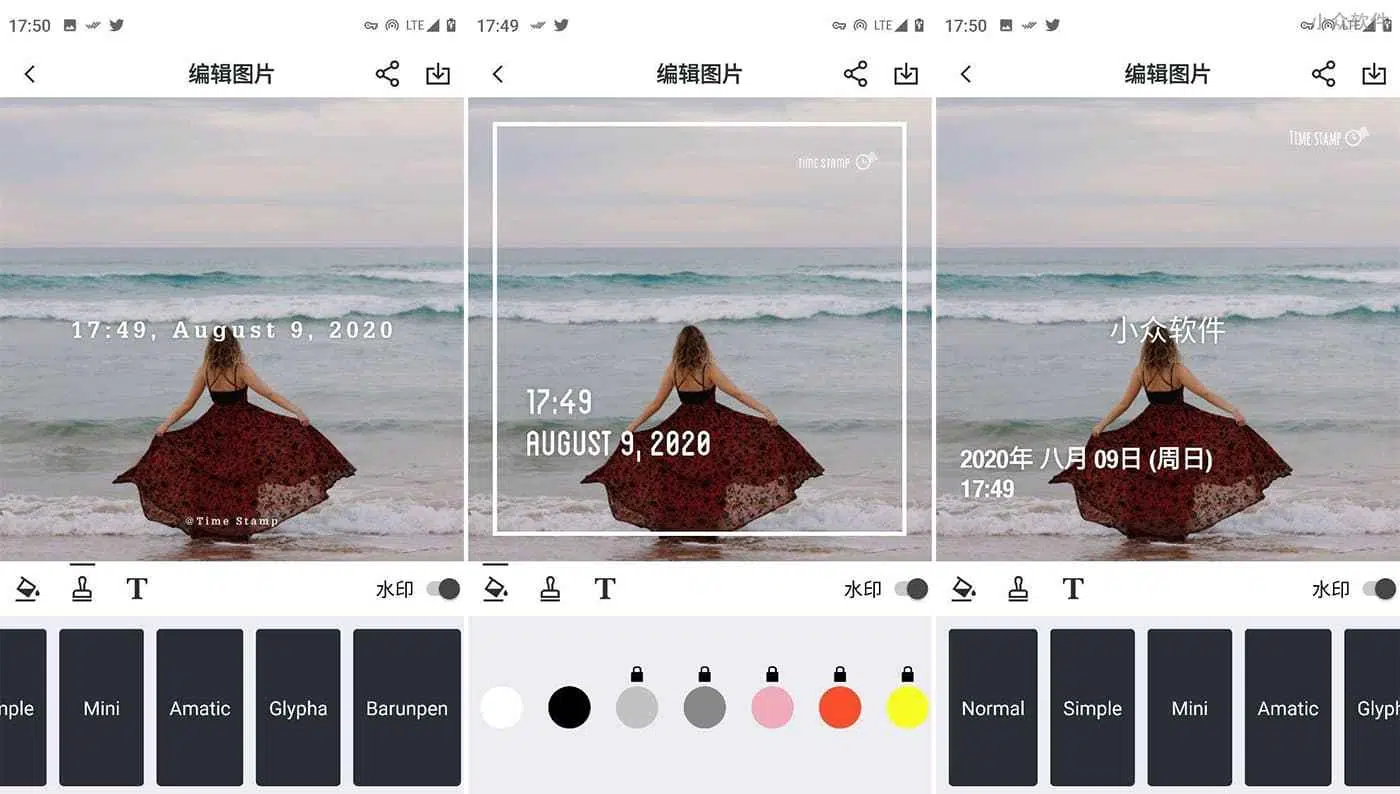 17:50
LTE
编辑图片
17:49, August 9, 2020
@Time Stamp
水印
mple
Mini
Amatic
Glypha
Barunpen
17:49
LTE
编辑图片
TIME STAMP
17:49
AUGUST 9, 2020
水印
17:50
LTE
小众软件
编辑图片
TIME STAMP
小众软件
2020年 八月 09日 (周日)
17:49
水印
Normal
Simple
Mini
Amatic
Glyph